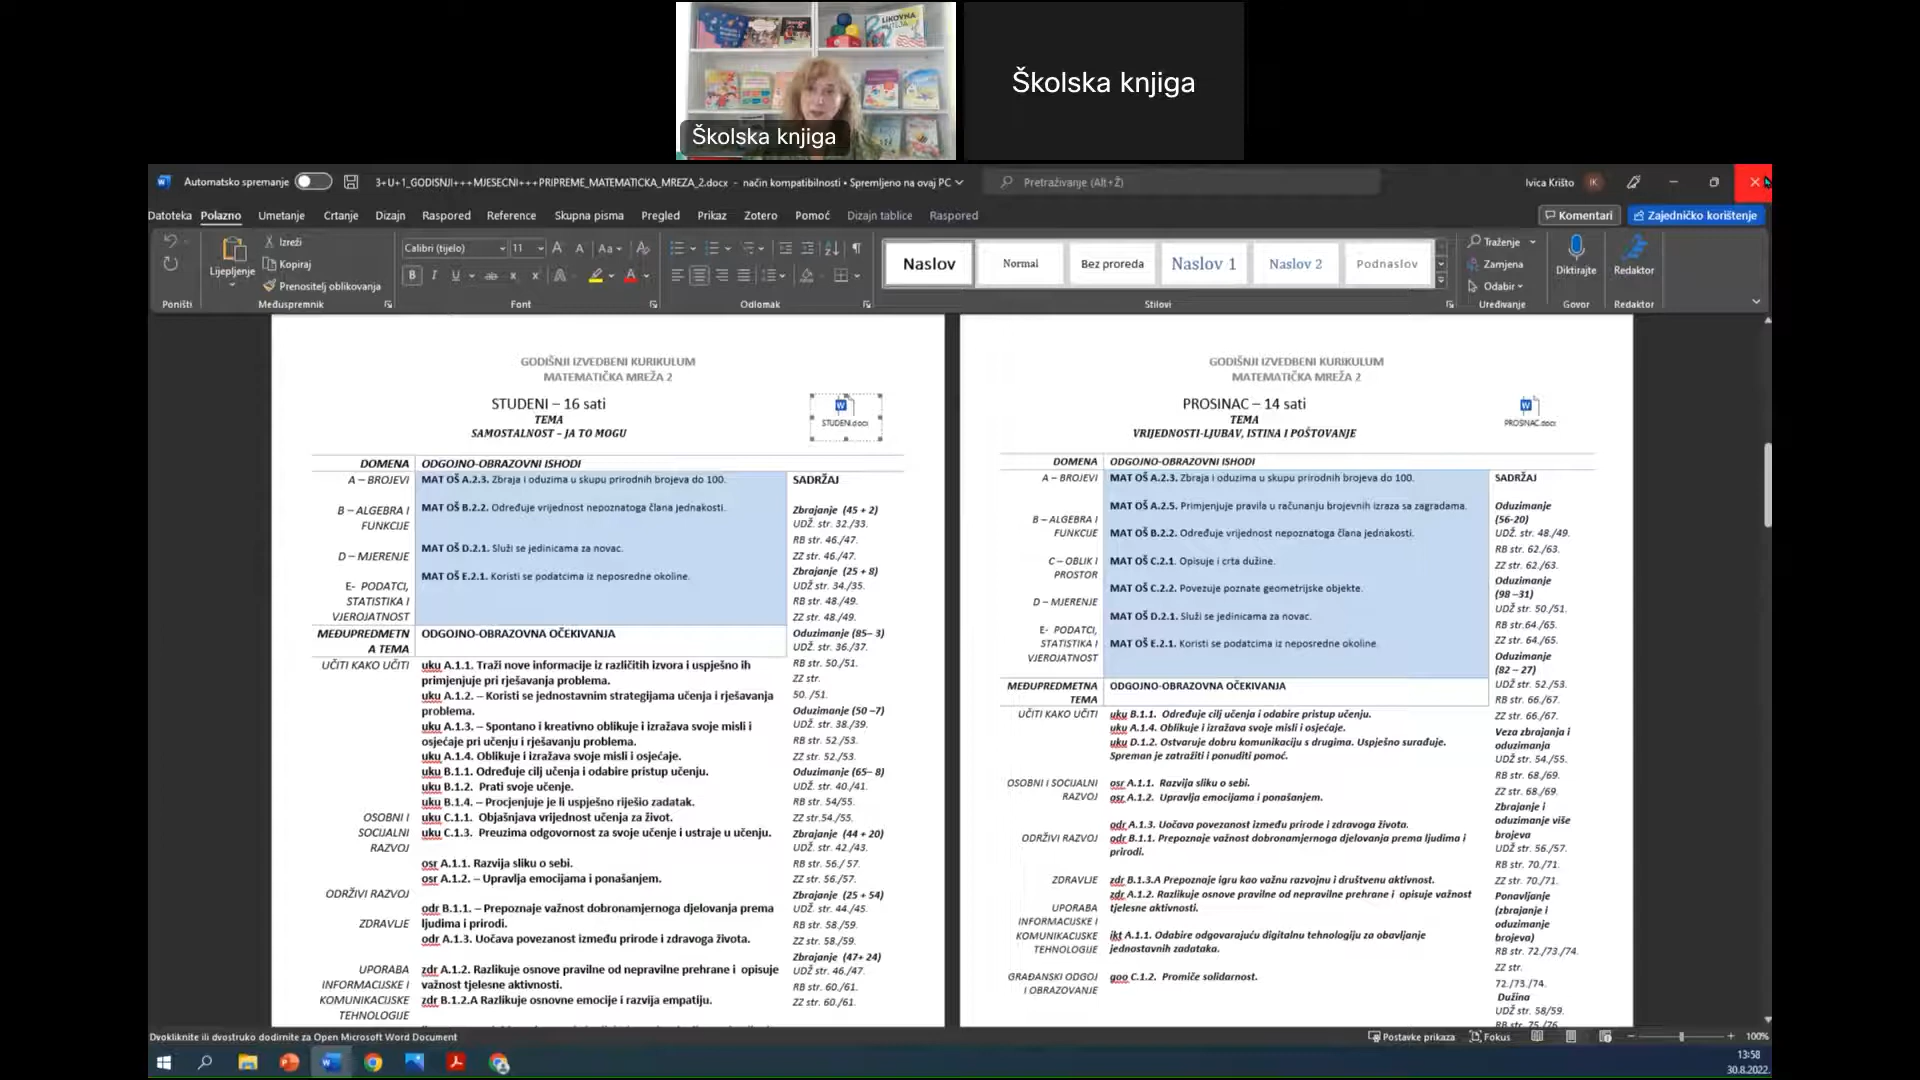 LIKOVNA
Školska knjiga
Školska knjiga
Automatsko spremanje
3+U+1_GODISNJI+++MJESECNI+++PRIPREME_MATEMATICKA_MREZA_2.docx - način kompatibilnosti • Spremljeno na ovaj PC
Pretraživanje (Alt+Ž)
Ivica Krišto
IK
Datoteka Polazno Umetanje Crtanje Dizajn Raspored Reference Skupna pisma Pregled Prikaz Zotero Pomoć Dizajn tablice Raspored
Komentari
Zajedničko korištenje
Lijepljenje
Izreži
Kopiraj
Prenositelj oblikovanja
Calibri (tijelo) 11
Naslov
Normal
Bez proreda
Naslov 1
Naslov 2
Podnaslov
Traženje
Zamjena
Odabir
Diktirajte
Redaktor
Poništi Međuspremnik Font Odlomak Stilovi Uređivanje Govor Redaktor
GODIŠNJI IZVEDBENI KURIKULUM
MATEMATIČKA MREŽA 2
STUDENI – 16 sati
TEMA
SAMOSTALNOST – JA TO MOGU
STUDENI.docx
DOMENA ODGOJNO-OBRAZOVNI ISHODI
A – BROJEVI
B – ALGEBRA I
FUNKCIJE
D – MJERENJE
E- PODATCI,
STATISTIKA I
VJEROJATNOST
MAT OŠ A.2.3. Zbraja i oduzima u skupu prirodnih brojeva do 100.
MAT OŠ B.2.2. Određuje vrijednost nepoznatoga člana jednakosti.
MAT OŠ D.2.1. Služi se jedinicama za novac.
MAT OŠ E.2.1. Koristi se podatcima iz neposredne okoline.
MEĐUPREDMETN
A TEMA
ODGOJNO-OBRAZOVNA OČEKIVANJA
UČITI KAKO UČITI
uku A.1.1. Traži nove informacije iz različitih izvora i uspješno ih
primjenjuje pri rješavanja problema.
uku A.1.2. – Koristi se jednostavnim strategijama učenja i rješavanja
problema.
uku A.1.3. – Spontano i kreativno oblikuje i izražava svoje misli i
osjećaje pri učenju i rješavanju problema.
uku A.1.4. Oblikuje i izražava svoje misli i osjećaje.
uku B.1.1. Određuje cilj učenja i odabire pristup učenju.
uku B.1.2. Prati svoje učenje.
uku B.1.4. – Procjenjuje je li uspješno riješio zadatak.
uku C.1.1. Objašnjava vrijednost učenja za život.
uku C.1.3. Preuzima odgovornost za svoje učenje i ustraje u učenju.
OSOBNI I
SOCIJALNI
RAZVOJ
osr A.1.1. Razvija sliku o sebi.
osr A.1.2. – Upravlja emocijama i ponašanjem.
ODRŽIVI RAZVOJ
odr B.1.1. – Prepoznaje važnost dobronamjernoga djelovanja prema
ljudima i prirodi.
odr A.1.3. Uočava povezanost između prirode i zdravoga života.
ZDRAVLJE
zdr A.1.2. Razlikuje osnove pravilne od nepravilne prehrane i opisuje
važnost tjelesne aktivnosti.
zdr B.1.2.A Razlikuje osnovne emocije i razvija empatiju.
UPORABA
INFORMACIJSKE I
KOMUNIKACIJSKE
TEHNOLOGIJE
SADRŽAJ
Zbrajanje (45 + 2)
UDŽ. str. 32./33.
RB str. 46./47.
ZZ str. 46./47.
Zbrajanje (25 + 8)
UDŽ str. 34./35.
RB str. 48./49.
ZZ str. 48./49.
Oduzimanje (85– 3)
UDŽ. str. 36./37.
RB str. 50./51.
ZZ str.
50. /51.
Oduzimanje (50 –7)
UDŽ. str. 38./39.
RB str. 52./53.
ZZ str. 52./53.
Oduzimanje (65– 8)
UDŽ str. 40./41.
RB str. 54/55.
ZZ str.54./55.
Zbrajanje (44 + 20)
UDŽ. str. 42./43.
RB str. 56./ 57.
ZZ str. 56./57.
Zbrajanje (25 + 54)
UDŽ. str. 44./45.
RB str. 58./59.
ZZ str. 58./59.
Zbrajanje (47+ 24)
UDŽ str. 46./47.
RB str. 60./61.
ZZ str. 60./61.
GODIŠNJI IZVEDBENI KURIKULUM
MATEMATIČKA MREŽA 2
PROSINAC – 14 sati
TEMA
VRIJEDNOSTI-LJUBAV, ISTINA I POŠTOVANJE
PROSINAC.docx
DOMENA ODGOJNO-OBRAZOVNI ISHODI
A – BROJEVI
B – ALGEBRA I
FUNKCIJE
C – OBLIK I
PROSTOR
D – MJERENJE
E- PODATCI,
STATISTIKA I
VJEROJATNOST
MAT OŠ A.2.3. Zbraja i oduzima u skupu prirodnih brojeva do 100.
MAT OŠ A.2.5. Primjenjuje pravila u računanju brojevnih izraza sa zagradama.
MAT OŠ B.2.2. Određuje vrijednost nepoznatoga člana jednakosti.
MAT OŠ C.2.1. Opisuje i crta dužine.
MAT OŠ C.2.2. Povezuje poznate geometrijske objekte.
MAT OŠ D.2.1. Služi se jedinicama za novac.
MAT OŠ E.2.1. Koristi se podatcima iz neposredne okoline.
MEĐUPREDMETNA
TEMA
ODGOJNO-OBRAZOVNA OČEKIVANJA
UČITI KAKO UČITI
uku B.1.1. Određuje cilj učenja i odabire pristup učenju.
uku A.1.4. Oblikuje i izražava svoje misli i osjećaje.
uku D.1.2. Ostvaruje dobru komunikaciju s drugima. Uspješno surađuje.
Spreman je zatražiti i ponuditi pomoć.
OSOBNI I SOCIJALNI
RAZVOJ
osr A.1.1. Razvija sliku o sebi.
osr A.1.2. Upravlja emocijama i ponašanjem.
ODRŽIVI RAZVOJ
odr A.1.3. Uočava povezanost između prirode i zdravoga života.
odr B.1.1. Prepoznaje važnost dobronamjernoga djelovanja prema ljudima i
prirodi.
ZDRAVLJE
zdr B.1.3.A Prepoznaje igru kao važnu razvojnu i društvenu aktivnost.
zdr A.1.2. Razlikuje osnove pravilne od nepravilne prehrane i opisuje važnost
tjelesne aktivnosti.
UPORABA
INFORMACIJSKE I
KOMUNIKACIJSKE
TEHNOLOGIJE
ikt A.1.1. Odabire odgovarajuću digitalnu tehnologiju za obavljanje
jednostavnih zadataka.
GRAĐANSKI ODGOJ
I OBRAZOVANJE
goo C.1.2. Promiče solidarnost.
SADRŽAJ
Oduzimanje
(56-20)
UDŽ. str. 48./49.
RB str. 62./63.
ZZ str. 62./63.
Oduzimanje
(98 –31)
UDŽ str. 50./51.
RB str.64./65.
ZZ str. 64./65.
Oduzimanje
(82 – 27)
UDŽ str. 52./53.
RB str. 66./67.
ZZ str. 66./67.
Veza zbrajanja i
oduzimanja
UDŽ str. 54./55.
RB str. 68./69.
ZZ str. 68./69.
Zbrajanje i
oduzimanje više
brojeva
UDŽ str. 56./57.
RB str. 70./71.
ZZ str. 70./71.
Ponavljanje
(zbrajanje i
oduzimanje
brojeva)
RB str. 72./73./74.
ZZ str.
72./73./74.
Dužina
UDŽ str. 58/59.
RB str. 75./76
Dvokliknite ili dvostruko dodirnite za Open Microsoft Word Document
Postavke prikaza
Fokus
100%
13:58
30.8.2022.